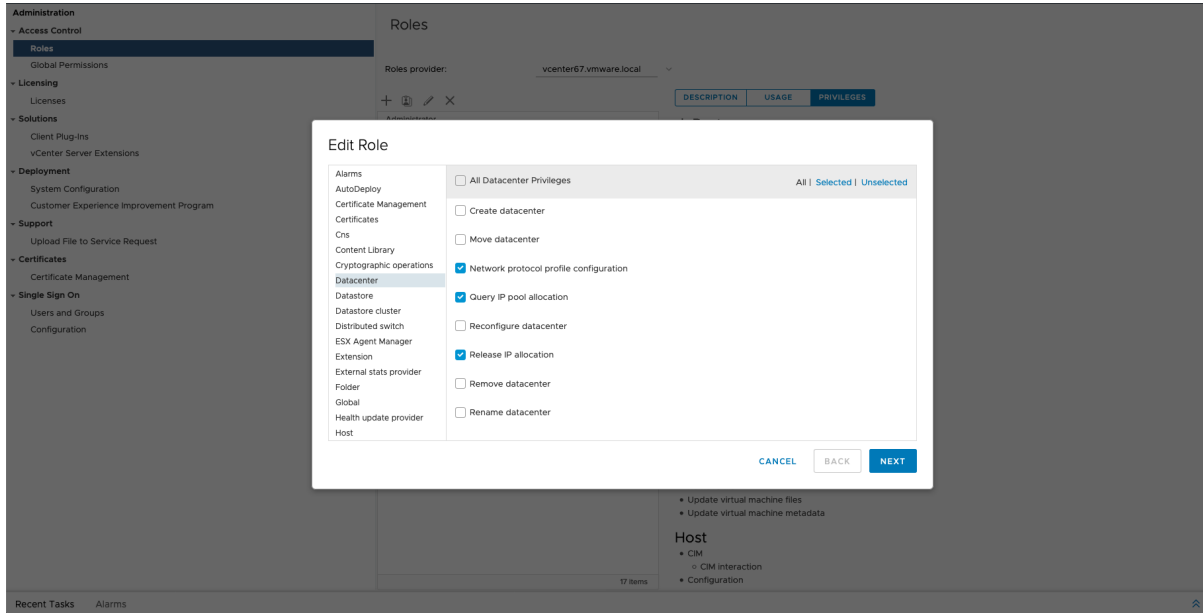 Administration
Access Control
Roles
Global Permissions
Licensing
Licenses
Solutions
Client Plug-Ins
vCenter Server Extensions
Deployment
System Configuration
Customer Experience Improvement Program
Support
Upload File to Service Request
Certificates
Certificate Management
Single Sign On
Users and Groups
Configuration
Roles
Roles provider: vcenter67.vmware.local
DESCRIPTION USAGE PRIVILEGES
Administrator
Edit Role
Alarms
AutoDeploy
Certificate Management
Certificates
Cns
Content Library
Cryptographic operations
Datacenter
Datastore
Datastore cluster
Distributed switch
ESX Agent Manager
Extension
External stats provider
Folder
Global
Health update provider
Host
All Datacenter Privileges All | Selected | Unselected
Create datacenter
Move datacenter
Network protocol profile configuration
Query IP pool allocation
Reconfigure datacenter
Release IP allocation
Remove datacenter
Rename datacenter
CANCEL BACK NEXT
Update virtual machine files
Update virtual machine metadata
Host
CIM
CIM interaction
Configuration
17 items
Recent Tasks Alarms